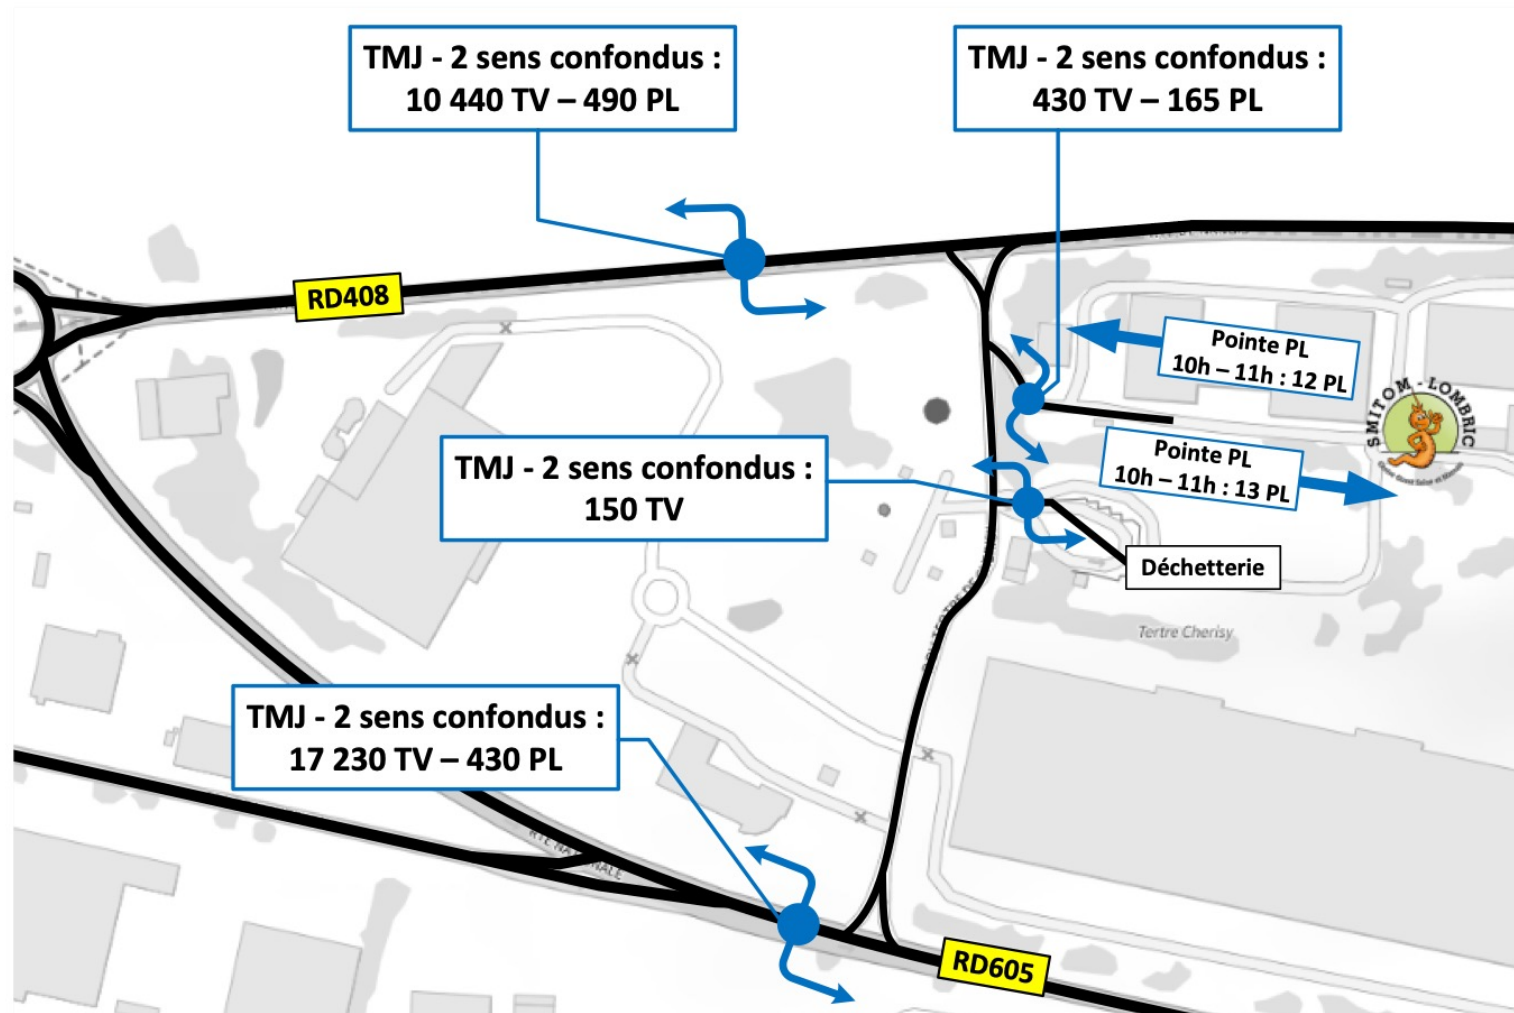 TMJ - 2 sens confondus :
10 440 TV – 490 PL
TMJ - 2 sens confondus :
430 TV – 165 PL
RD408
Pointe PL
10h – 11h : 12 PL
SMITOM - LOMBRIC
Pointe PL
10h – 11h : 13 PL
TMJ - 2 sens confondus :
150 TV
Déchetterie
Tertre Cherisy
TMJ - 2 sens confondus :
17 230 TV – 430 PL
RTE NATIONALE
RD605